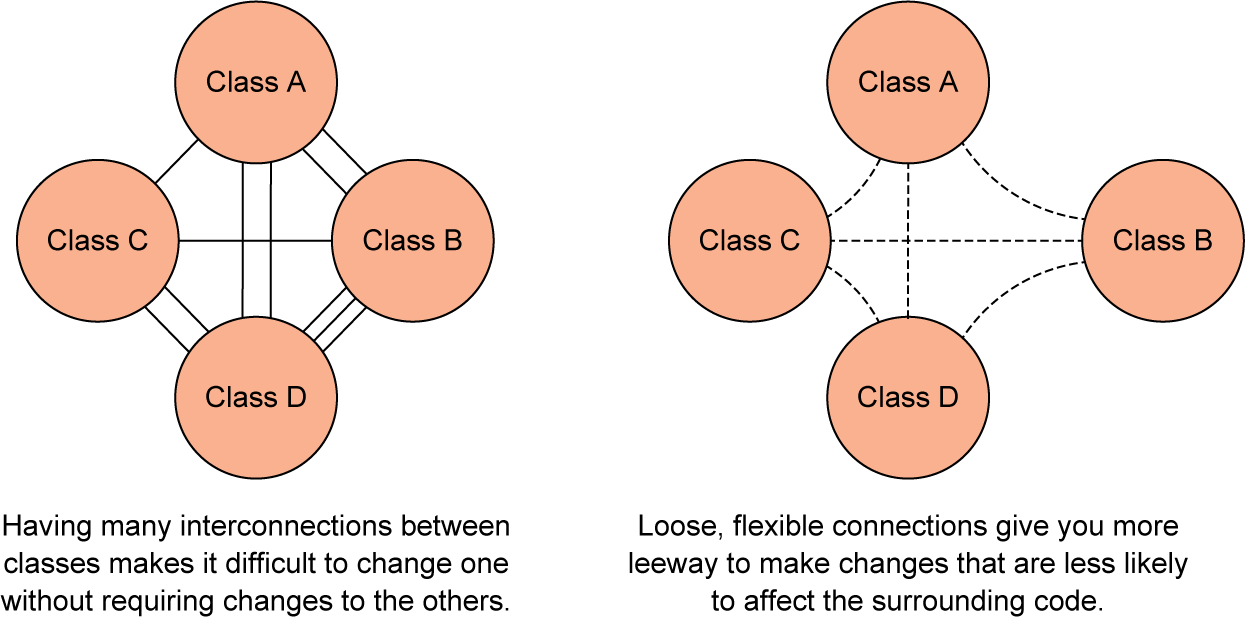 Class A
Class C
Class B
Class D
Having many interconnections between
classes makes it difficult to change one
without requiring changes to the others.
Class A
Class C
Class B
Class D
Loose, flexible connections give you more
leeway to make changes that are less likely
to affect the surrounding code.